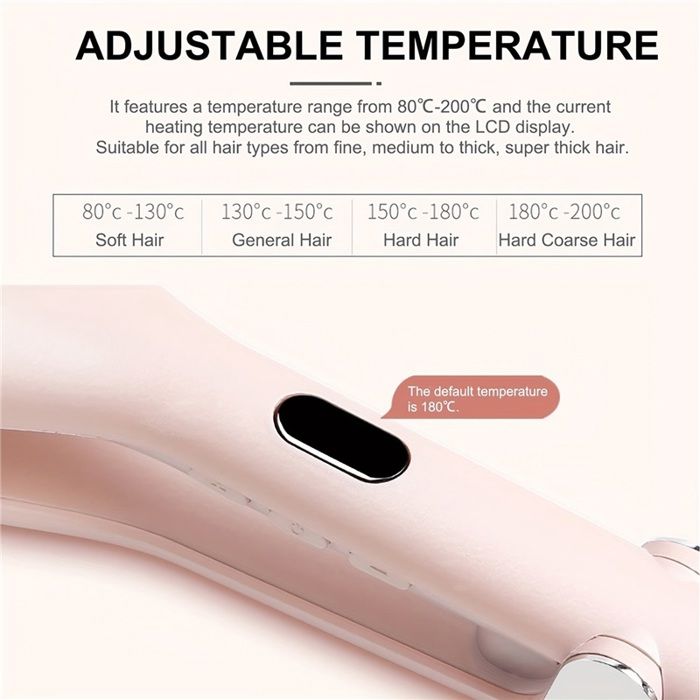 ADJUSTABLE TEMPERATURE
It features a temperature range from 80℃-200℃ and the current
heating temperature can be shown on the LCD display.
Suitable for all hair types from fine, medium to thick, super thick hair.
80°c -130°c 130°c -150°c 150°c -180°c 180°c -200°c
Soft Hair General Hair Hard Hair Hard Coarse Hair
The default temperature
is 180℃.